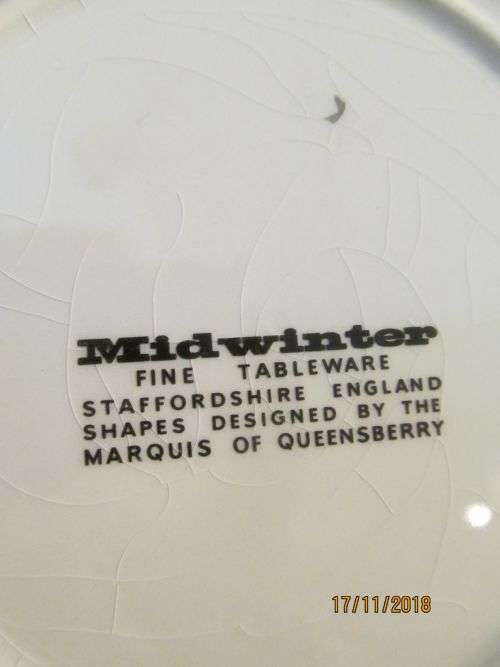 Midwinter
FINE TABLEWARE
STAFFORDSHIRE ENGLAND
SHAPES DESIGNED BY THE
MARQUIS OF QUEENSBERRY
17/11/2018